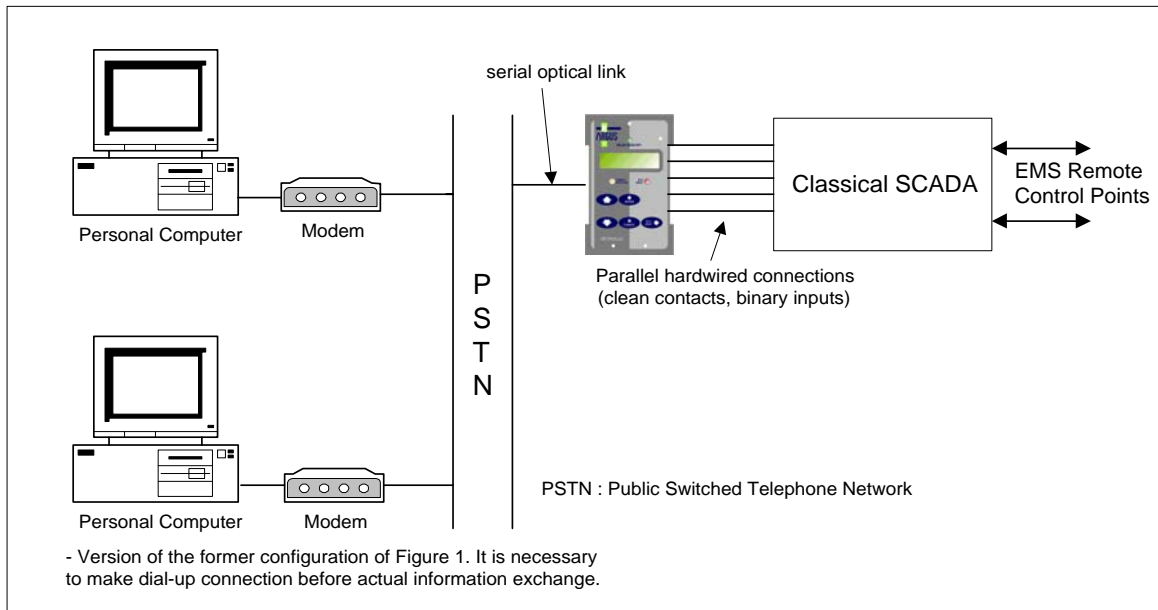 serial optical link
ARGUS
Classical SCADA
EMS Remote
Control Points
Personal Computer
Modem
Parallel hardwired connections
(clean contacts, binary inputs)
P
S
T
N
PSTN : Public Switched Telephone Network
Personal Computer
Modem
- Version of the former configuration of Figure 1. It is necessary
to make dial-up connection before actual information exchange.